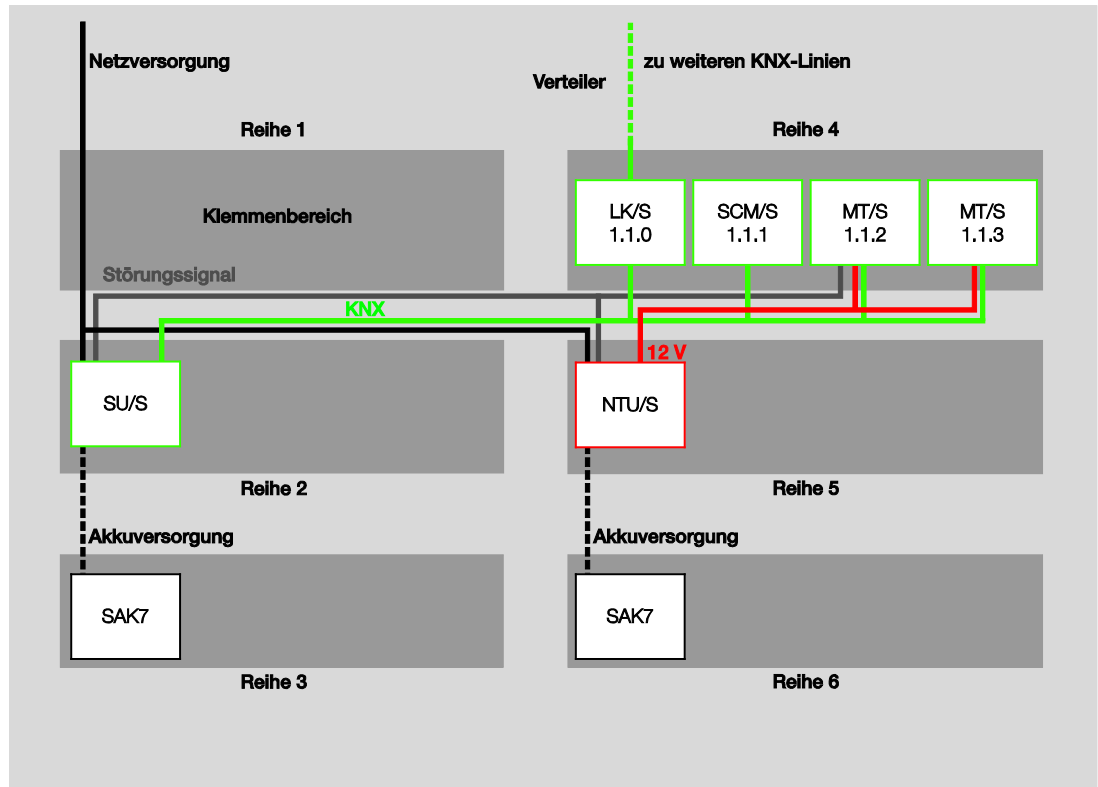 Netzversorgung
zu weiteren KNX-Linien
Verteiler
Reihe 1
Reihe 4
Klemmenbereich
LK/S
1.1.0
SCM/S
1.1.1
MT/S
1.1.2
MT/S
1.1.3
Störungssignal
KNX
12 V
SU/S
NTU/S
Reihe 2
Reihe 5
Akkuversorgung
Akkuversorgung
SAK7
SAK7
Reihe 3
Reihe 6